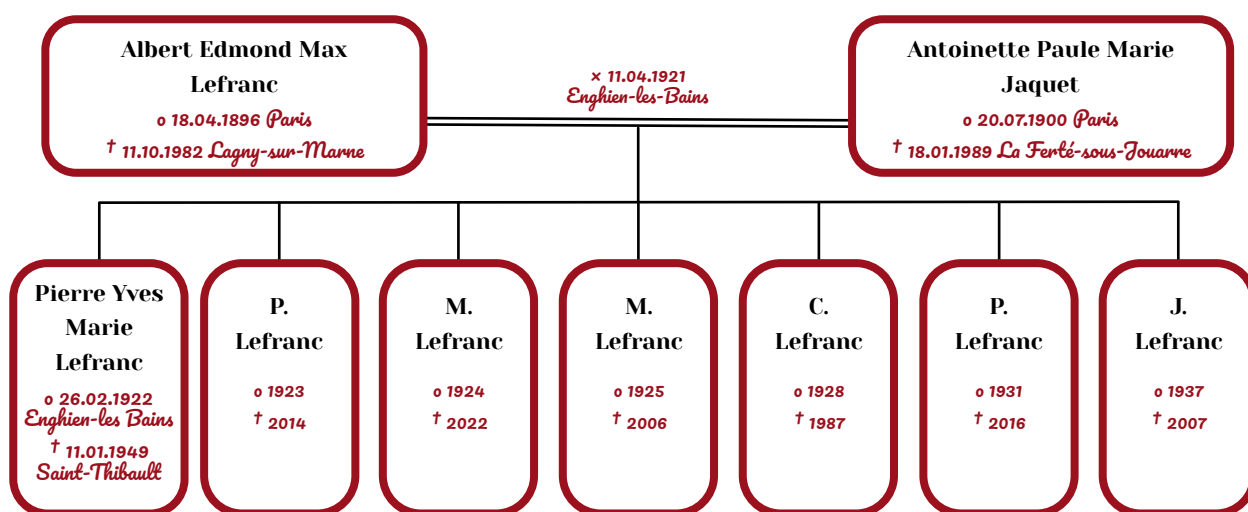 Albert Edmond Max
Lefranc
o 18.04.1896 Paris
† 11.10.1982 Lagny-sur-Marne
× 11.04.1921
Enghien-les-Bains
Antoinette Paule Marie
Jaquet
o 20.07.1900 Paris
† 18.01.1989 La Ferté-sous-Jouarre
Pierre Yves
Marie
Lefranc
o 26.02.1922
Enghien-les Bains
† 11.01.1949
Saint-Thibault
P.
Lefranc
o 1923
† 2014
M.
Lefranc
o 1924
† 2022
M.
Lefranc
o 1925
† 2006
C.
Lefranc
o 1928
† 1987
P.
Lefranc
o 1931
† 2016
J.
Lefranc
o 1937
† 2007